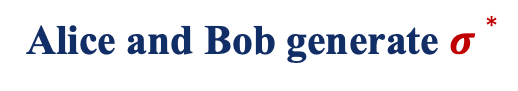 Alice and Bob generate σ *